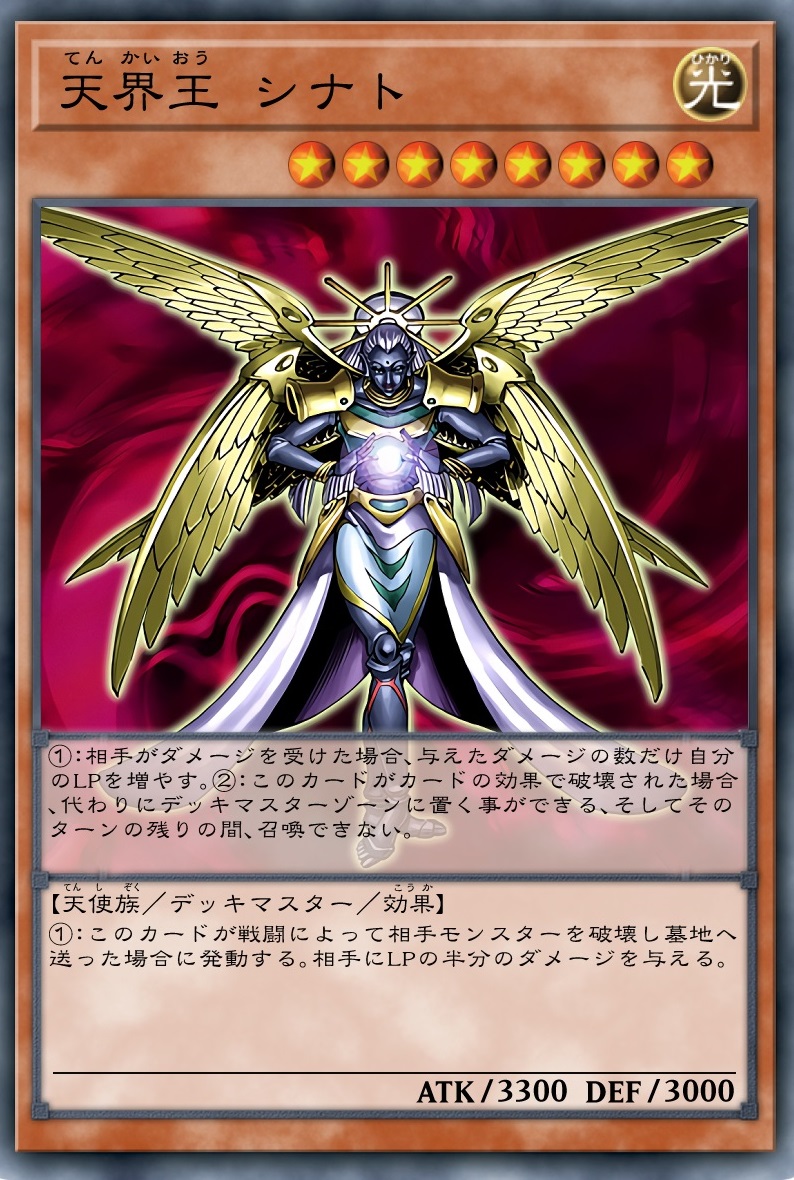 てん かい おう
天界王 シナト
ひかり
光
①：相手がダメージを受けた場合、与えたダメージの数だけ自分
のLPを増やす。②：このカードがカードの効果で破壊された場合
、代わりにデッキマスターゾーンに置く事ができる、そしてその
ターンの残りの間、召喚できない。
てん し ぞく こう か
【天使族／デッキマスター／効果】
①：このカードが戦闘によって相手モンスターを破壊し墓地へ
送った場合に発動する。相手にLPの半分のダメージを与える。
ATK/3300 DEF/3000